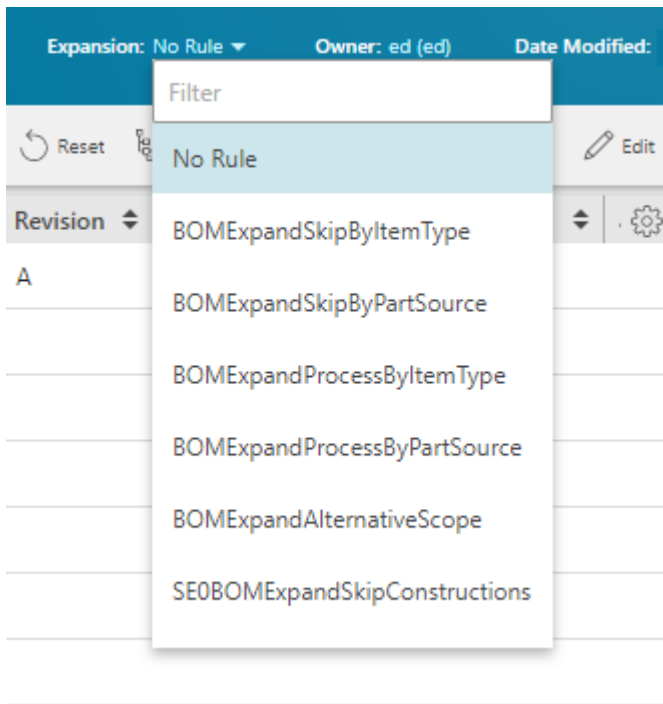 Expansion: No Rule Owner: ed (ed) Date Modified:
Filter
Reset Edit
No Rule
Revision
BOMExpandSkipByItemType
A
BOMExpandSkipByPartSource
BOMExpandProcessByItemType
BOMExpandProcessByPartSource
BOMExpandAlternativeScope
SE0BOMExpandSkipConstructions